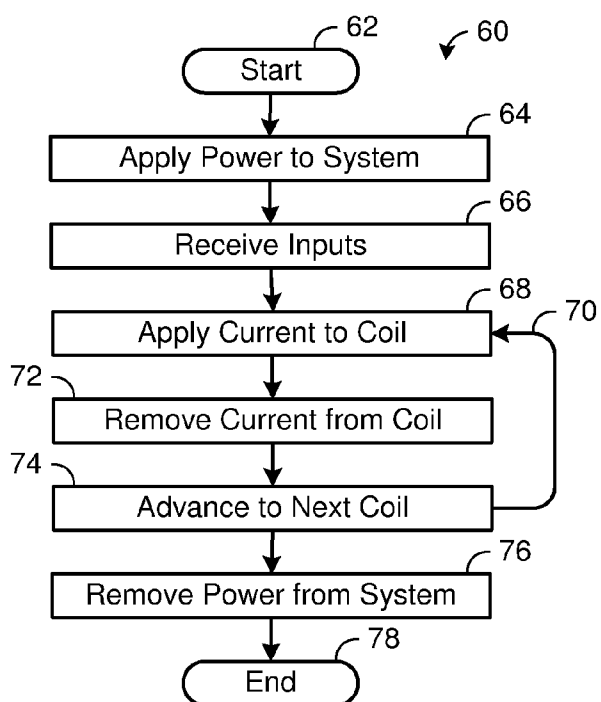 62
60
Start
64
Apply Power to System
66
Receive Inputs
68
70
Apply Current to Coil
72
Remove Current from Coil
74
Advance to Next Coil
76
Remove Power from System
78
End